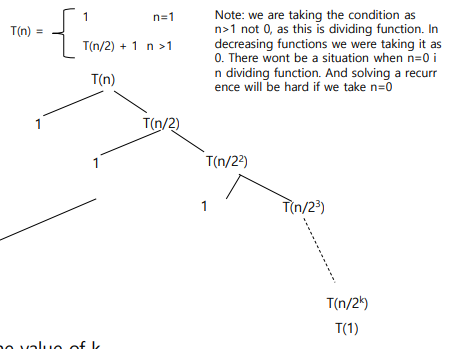 T(n) =
1 n=1
T(n/2) + 1 n >1
Note: we are taking the condition as
n>1 not 0, as this is dividing function. In
decreasing functions we were taking it as
0. There wont be a situation when n=0 i
n dividing function. And solving a recurr
ence will be hard if we take n=0
T(n)
1 T(n/2)
1 T(n/2²)
1 T(n/2³)
T(n/2ᵏ)
T(1)
value of k